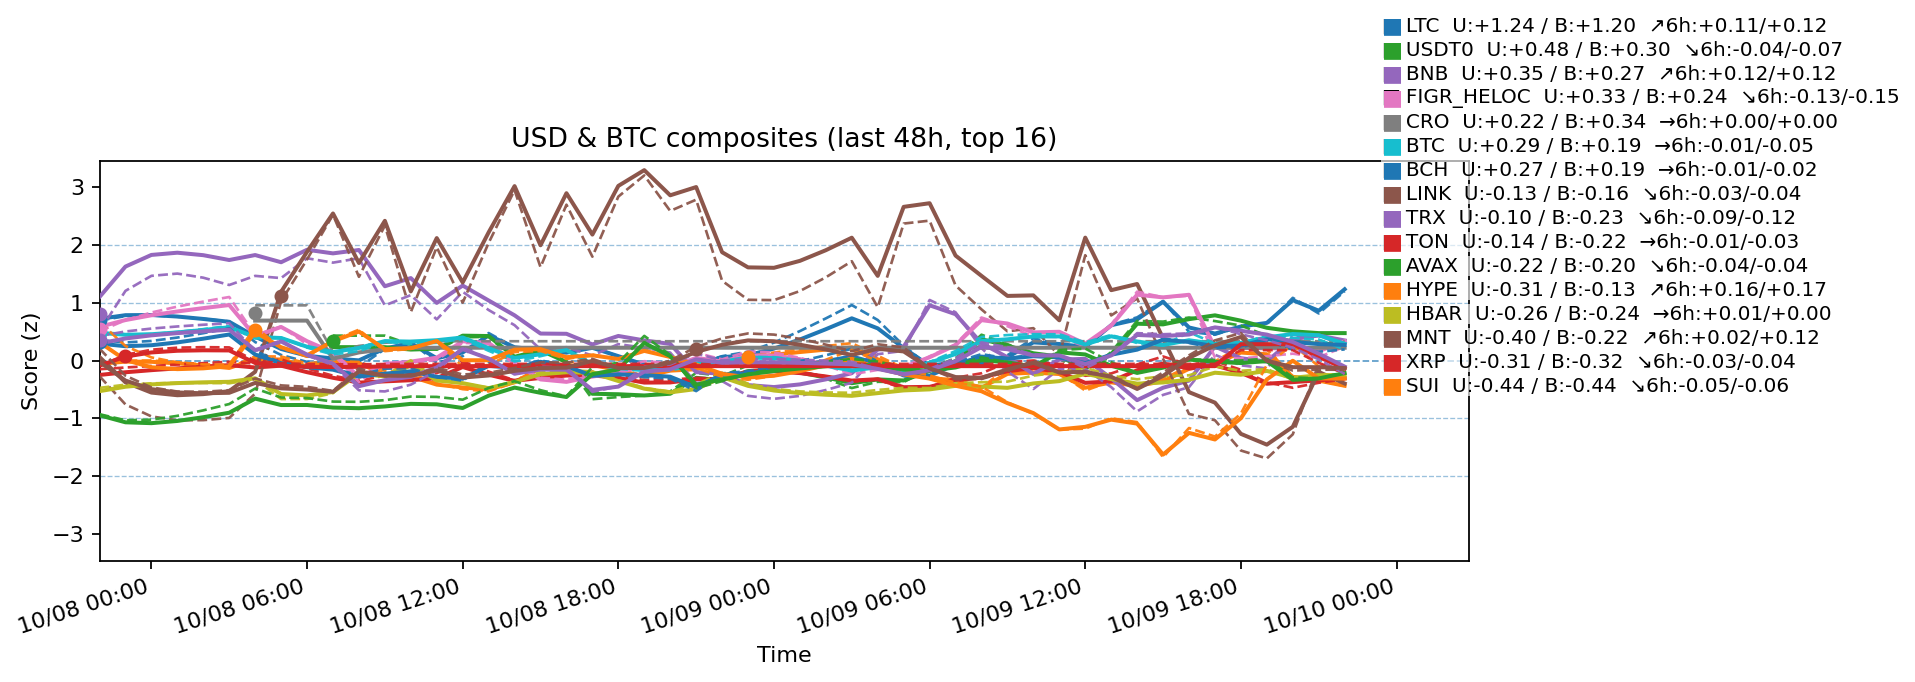 LTC  U:+1.24 / B:+1.20  ↗6h:+0.11/+0.12
USDT0  U:+0.48 / B:+0.30  ↘6h:-0.04/-0.07
BNB  U:+0.35 / B:+0.27  ↗6h:+0.12/+0.12
FIGR_HELOC  U:+0.33 / B:+0.24  ↘6h:-0.13/-0.15
CRO  U:+0.22 / B:+0.34  →6h:+0.00/+0.00
BTC  U:+0.29 / B:+0.19  →6h:-0.01/-0.05
BCH  U:+0.27 / B:+0.19  →6h:-0.01/-0.02
LINK  U:-0.13 / B:-0.16  ↘6h:-0.03/-0.04
TRX  U:-0.10 / B:-0.23  ↘6h:-0.09/-0.12
TON  U:-0.14 / B:-0.22  →6h:-0.01/-0.03
AVAX  U:-0.22 / B:-0.20  ↘6h:-0.04/-0.04
HYPE  U:-0.31 / B:-0.13  ↗6h:+0.16/+0.17
HBAR  U:-0.26 / B:-0.24  →6h:+0.01/+0.00
MNT  U:-0.40 / B:-0.22  ↗6h:+0.02/+0.12
XRP  U:-0.31 / B:-0.32  ↘6h:-0.03/-0.04
SUI  U:-0.44 / B:-0.44  ↘6h:-0.05/-0.06
USD & BTC composites (last 48h, top 16)
Score (z)
3
2
1
0
−1
−2
−3
10/08 00:00
10/08 06:00
10/08 12:00
10/08 18:00
10/09 00:00
10/09 06:00
10/09 12:00
10/09 18:00
10/10 00:00
Time